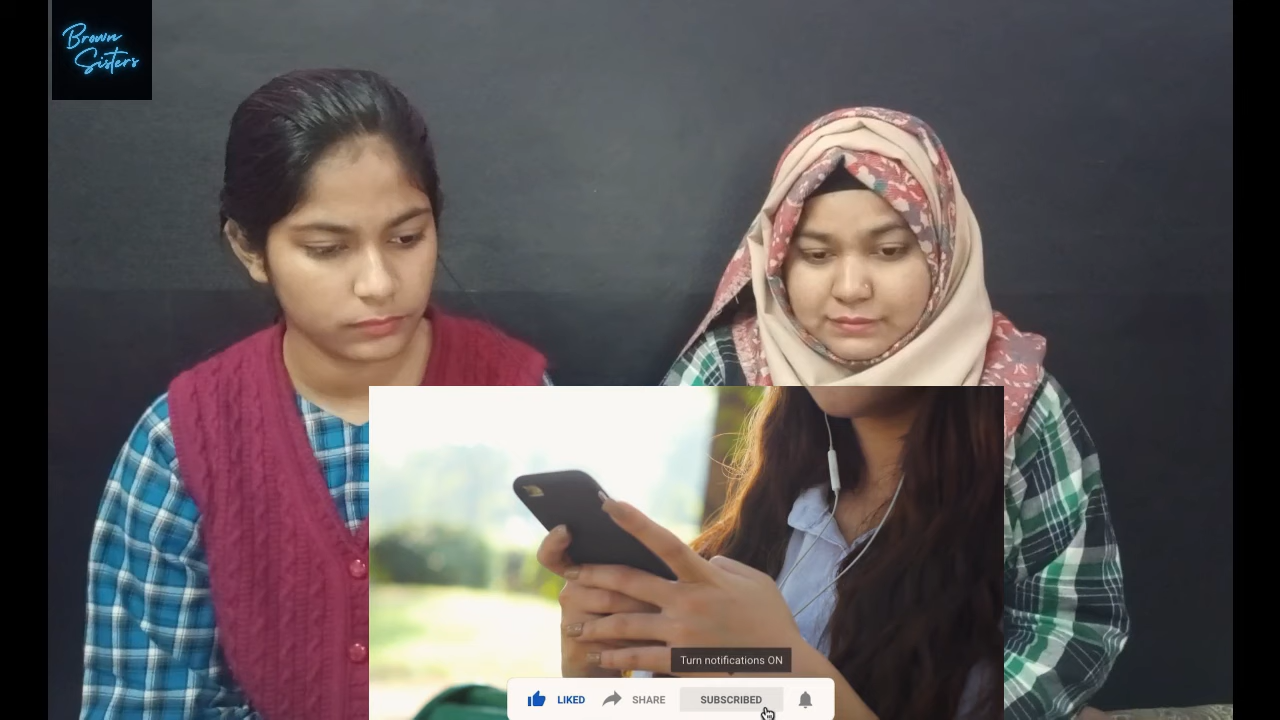 Brown
Sisters
Turn notifications ON
LIKED
SHARE
SUBSCRIBED